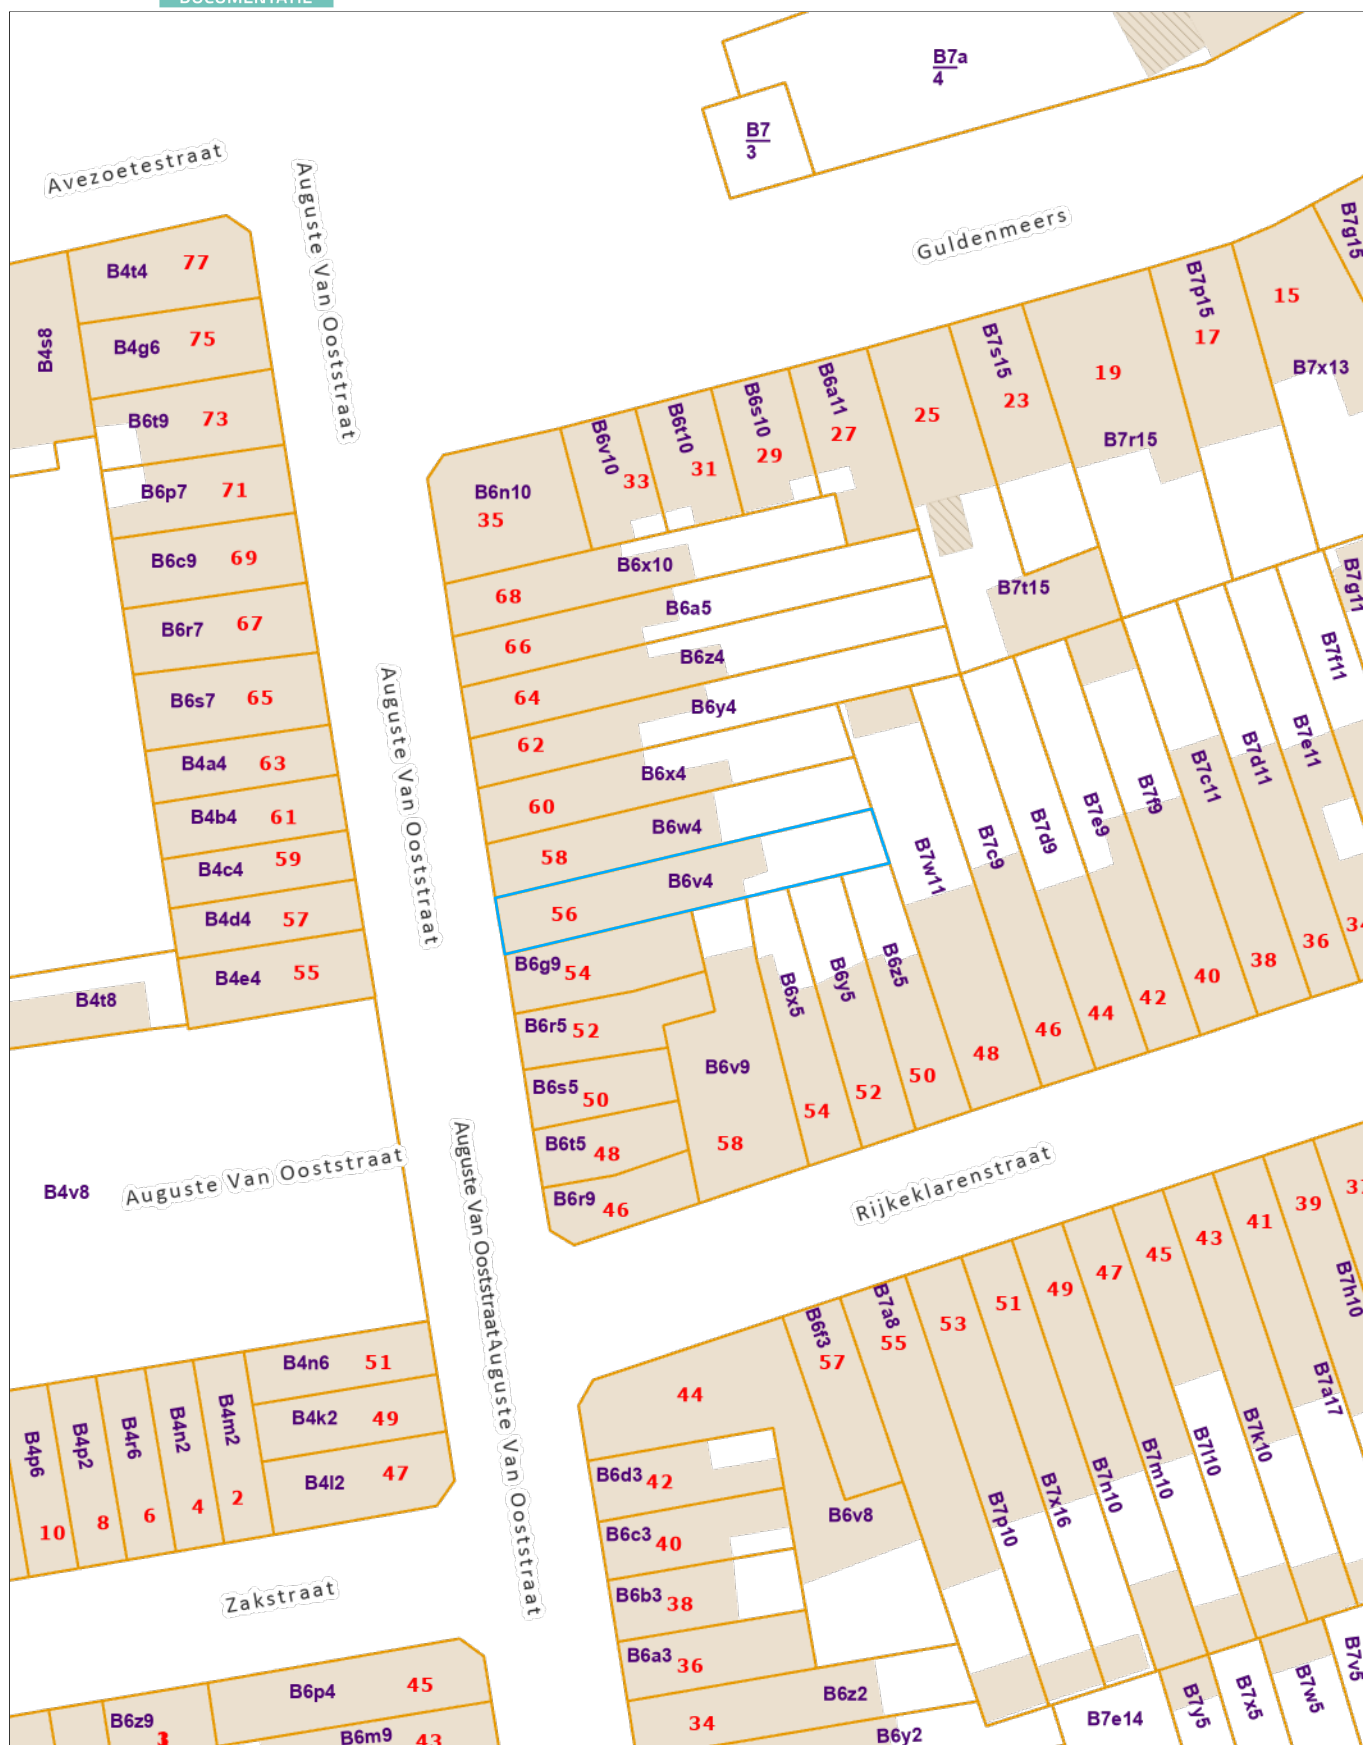 DOCUMENTATIE
B7a
4
B7
3
Avezoetestraat
Auguste Van Ooststraat
Guldenmeers
B7g15
B4t4 77
B4s8
B4g6 75
B6t9 73
B6p7 71
B6c9 69
B6r7 67
B6s7 65
B4a4 63
B4b4 61
B4c4 59
B4d4 57
B4e4 55
B4t8
B7p15
17
15
B7x13
B7s15
23
19
B7r15
25
B6a11
27
B6s10
29
B6t10
31
B6v10
33
B6n10
35
B6x10
68
B6a5
66
B6z4
64
B6y4
62
B6x4
60
B6w4
58
B6v4
56
B7t15
B7g11
B7f11
B7e11
B7d11
B7c11
B7f9
B7e9
B7d9
B7c9
B7w11
Auguste Van Ooststraat
B6g9 54
B6r5 52
B6s5 50
B6t5 48
B6r9 46
B6v9
58
B6x5
54
B6y5
52
B6z5
50
48
46
44
42
40
38
36
34
Rijkeklarenstraat
B4v8
Auguste Van Ooststraat
Auguste Van Ooststraat
Auguste Van Ooststraat
B4n6 51
B4k2 49
B4l2 47
B4p6
10
B4p2
8
B4r6
6
B4n2
4
B4m2
2
Zakstraat
44
B6f3
57
B7a8
55
53
51
49
47
45
43
41
39
B7h10
B7a17
B7k10
B7l10
B7m10
B7n10
B7x16
B7p10
B6d3 42
B6c3 40
B6b3 38
B6a3 36
B6v8
B6z2
34
B6y2
B6p4 45
B6z9
3
B6m9 43
B7e14
B7y5
B7x5
B7w5
B7v5